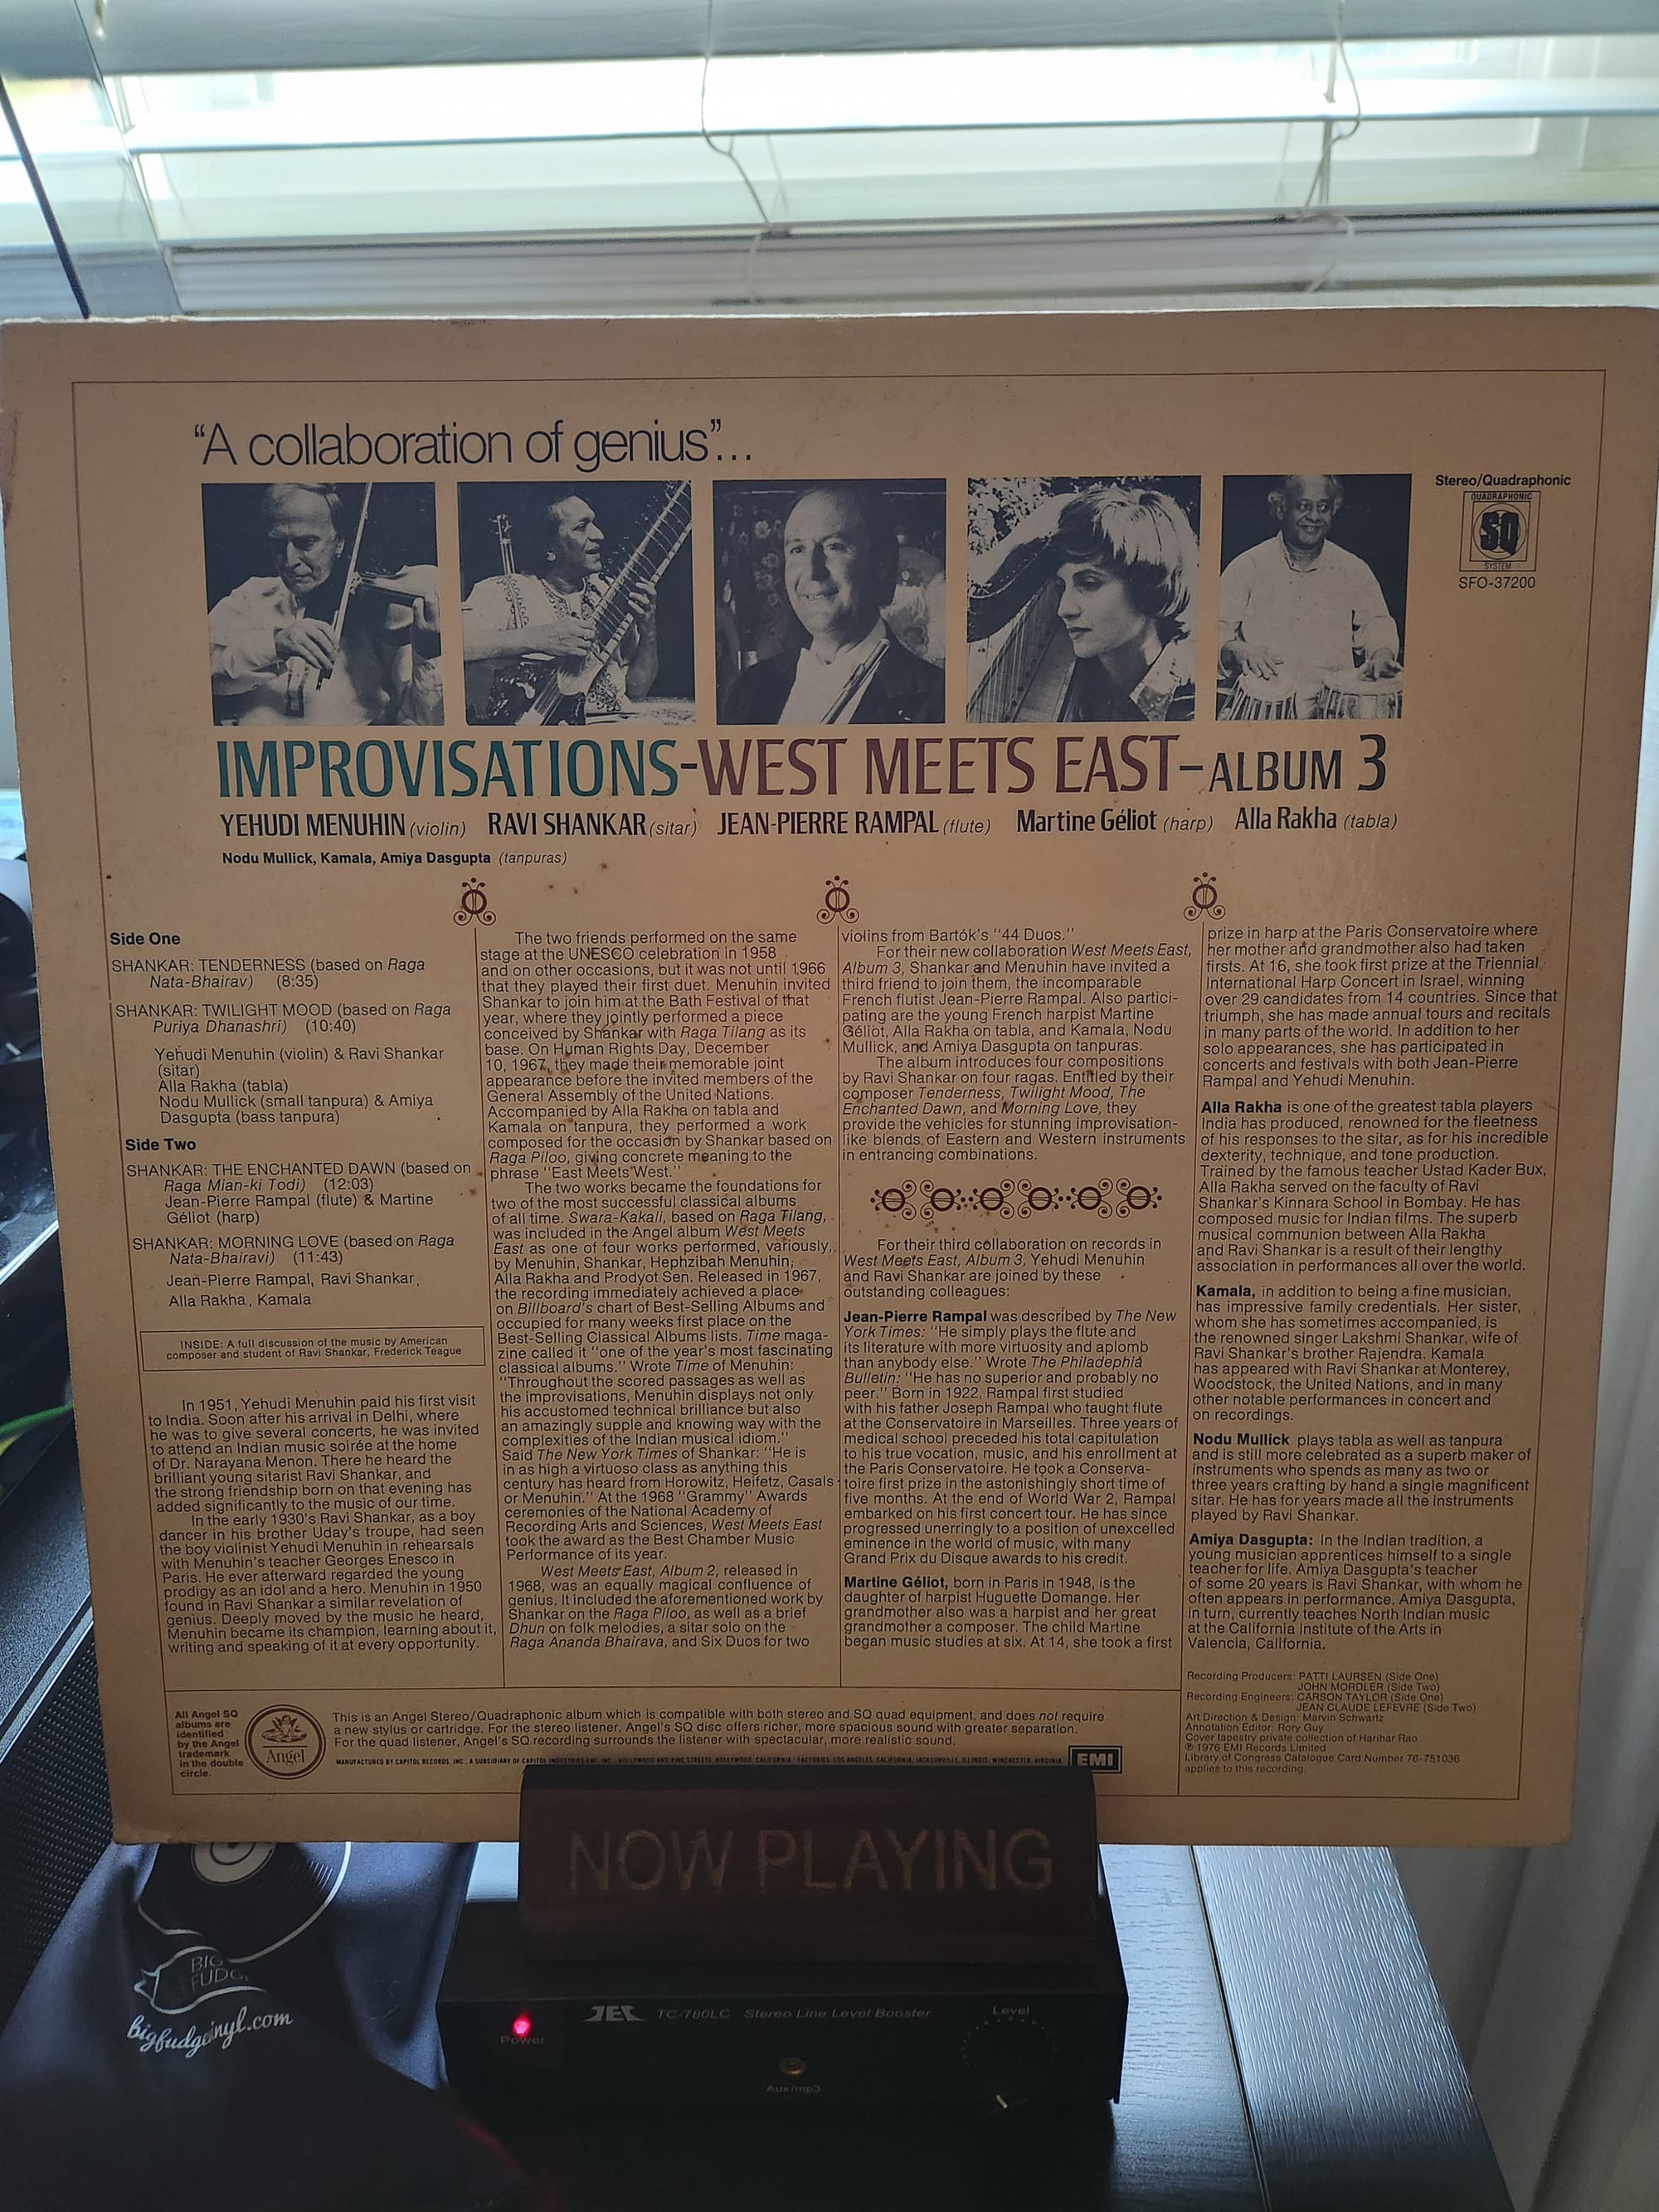 “A collaboration of genius”...
Stereo/Quadraphonic
QUADRAPHONIC
SQ
SYSTEM
SFO-37200
IMPROVISATIONS-WEST MEETS EAST-ALBUM 3
YEHUDI MENUHIN (violin) RAVI SHANKAR (sitar) JEAN-PIERRE RAMPAL (flute) Martine Géliot (harp) Alla Rakha (tabla)
Nodu Mullick, Kamala, Amiya Dasgupta (tanpuras)
Side One
SHANKAR: TENDERNESS (based on Raga
Nata-Bhairav) (8:35)
SHANKAR: TWILIGHT MOOD (based on Raga
Puriya Dhanashri) (10:40)
Yehudi Menuhin (violin) & Ravi Shankar
(sitar)
Alla Rakha (tabla)
Nodu Mullick (small tanpura) & Amiya
Dasgupta (bass tanpura)
Side Two
SHANKAR: THE ENCHANTED DAWN (based on
Raga Mian-ki Todi) (12:03)
Jean-Pierre Rampal (flute) & Martine
Géliot (harp)
SHANKAR: MORNING LOVE (based on Raga
Nata-Bhairavi) (11:43)
Jean-Pierre Rampal, Ravi Shankar,
Alla Rakha, Kamala
INSIDE: A full discussion of the music by American
composer and student of Ravi Shankar, Frederick Teague
In 1951, Yehudi Menuhin paid his first visit
to India. Soon after his arrival in Delhi, where
he was to give several concerts, he was invited
to attend an Indian music soirée at the home
of Dr. Narayana Menon. There he heard the
brilliant young sitarist Ravi Shankar, and
the strong friendship born on that evening has
added significantly to the music of our time.
In the early 1930's Ravi Shankar, as a boy
dancer in his brother Uday's troupe, had seen
the boy violinist Yehudi Menuhin in rehearsals
with Menuhin's teacher Georges Enesco in
Paris. He ever afterward regarded the young
prodigy as an idol and a hero. Menuhin in 1950
found in Ravi Shankar a similar revelation of
genius. Deeply moved by the music he heard,
Menuhin became its champion, learning about it,
writing and speaking of it at every opportunity.
The two friends performed on the same
stage at the UNESCO celebration in 1958
and on other occasions, but it was not until 1966
that they played their first duet. Menuhin invited
Shankar to join him at the Bath Festival of that
year, where they jointly performed a piece
conceived by Shankar with Raga Tilang as its
base. On Human Rights Day, December
10, 1967, they made their memorable joint
appearance before the invited members of the
General Assembly of the United Nations.
Accompanied by Alla Rakha on tabla and
Kamala on tanpura, they performed a work
composed for the occasion by Shankar based on
Raga Piloo, giving concrete meaning to the
phrase "East Meets West."
The two works became the foundations for
two of the most successful classical albums
of all time. Swara-Kakali, based on Raga Tilang,
was included in the Angel album West Meets
East as one of four works performed, variously,
by Menuhin, Shankar, Hephzibah Menuhin,
Alla Rakha and Prodyot Sen. Released in 1967,
the recording immediately achieved a place
on Billboard's chart of Best-Selling Albums and
occupied for many weeks first place on the
Best-Selling Classical Albums lists. Time maga-
zine called it "one of the year's most fascinating
classical albums." Wrote Time of Menuhin:
"Throughout the scored passages as well as
the improvisations, Menuhin displays not only
his accustomed technical brilliance but also
an amazingly supple and knowing way with the
complexities of the Indian musical idiom."
Said The New York Times of Shankar: "He is
in as high a virtuoso class as anything this
century has heard from Horowitz, Heifetz, Casals
or Menuhin." At the 1968 "Grammy" Awards
ceremonies of the National Academy of
Recording Arts and Sciences, West Meets East
took the award as the Best Chamber Music
Performance of its year.
West Meets East, Album 2, released in
1968, was an equally magical confluence of
genius. It included the aforementioned work by
Shankar on the Raga Piloo, as well as a brief
Dhun on folk melodies, a sitar solo on the
Raga Ananda Bhairava, and Six Duos for two
violins from Bartók's "44 Duos."
For their new collaboration West Meets East,
Album 3, Shankar and Menuhin have invited a
third friend to join them, the incomparable
French flutist Jean-Pierre Rampal. Also partici-
pating are the young French harpist Martine
Géliot, Alla Rakha on tabla, and Kamala, Nodu
Mullick, and Amiya Dasgupta on tanpuras.
The album introduces four compositions
by Ravi Shankar on four ragas. Entitled by their
composer Tenderness, Twilight Mood, The
Enchanted Dawn, and Morning Love, they
provide the vehicles for stunning improvisation-
like blends of Eastern and Western instruments
in entrancing combinations.
For their third collaboration on records in
West Meets East, Album 3, Yehudi Menuhin
and Ravi Shankar are joined by these
outstanding colleagues:
Jean-Pierre Rampal was described by The New
York Times: "He simply plays the flute and
its literature with more virtuosity and aplomb
than anybody else." Wrote The Philadephia
Bulletin: "He has no superior and probably no
peer." Born in 1922, Rampal first studied
with his father Joseph Rampal who taught flute
at the Conservatoire in Marseilles. Three years of
medical school preceded his total capitulation
to his true vocation, music, and his enrollment at
the Paris Conservatoire. He took a Conserva-
toire first prize in the astonishingly short time of
five months. At the end of World War 2, Rampal
embarked on his first concert tour. He has since
progressed unerringly to a position of unexcelled
eminence in the world of music, with many
Grand Prix du Disque awards to his credit.
Martine Géliot, born in Paris in 1948, is the
daughter of harpist Huguette Domange. Her
grandmother also was a harpist and her great
grandmother a composer. The child Martine
began music studies at six. At 14, she took a first
prize in harp at the Paris Conservatoire where
her mother and grandmother also had taken
firsts. At 16, she took first prize at the Triennial
International Harp Concert in Israel, winning
over 29 candidates from 14 countries. Since that
triumph, she has made annual tours and recitals
in many parts of the world. In addition to her
solo appearances, she has participated in
concerts and festivals with both Jean-Pierre
Rampal and Yehudi Menuhin.
Alla Rakha is one of the greatest tabla players
India has produced, renowned for the fleetness
of his responses to the sitar, as for his incredible
dexterity, technique, and tone production.
Trained by the famous teacher Ustad Kader Bux,
Alla Rakha served on the faculty of Ravi
Shankar's Kinnara School in Bombay. He has
composed music for Indian films. The superb
musical communion between Alla Rakha
and Ravi Shankar is a result of their lengthy
association in performances all over the world.
Kamala, in addition to being a fine musician,
has impressive family credentials. Her sister,
whom she has sometimes accompanied, is
the renowned singer Lakshmi Shankar, wife of
Ravi Shankar's brother Rajendra. Kamala
has appeared with Ravi Shankar at Monterey,
Woodstock, the United Nations, and in many
other notable performances in concert and
on recordings.
Nodu Mullick plays tabla as well as tanpura
and is still more celebrated as a superb maker of
instruments who spends as many as two or
three years crafting by hand a single magnificent
sitar. He has for years made all the instruments
played by Ravi Shankar.
Amiya Dasgupta: In the Indian tradition, a
young musician apprentices himself to a single
teacher for life. Amiya Dasgupta's teacher
of some 20 years is Ravi Shankar, with whom he
often appears in performance. Amiya Dasgupta,
in turn, currently teaches North Indian music
at the California Institute of the Arts in
Valencia, California.
Recording Producers: PATTI LAURSEN (Side One)
JOHN MORDLER (Side Two)
Recording Engineers: CARSON TAYLOR (Side One)
JEAN CLAUDE LEFEVRE (Side Two)
Art Direction & Design: Marvin Schwartz
Annotation Editor: Rory Guy
Cover tapestry private collection of Harihar Rao
℗ 1976 EMI Records Limited
Library of Congress Catalogue Card Number 76-751036
applies to this recording.
All Angel SQ
albums are
identified
by the Angel
trademark
in the double
circle.
Angel
This is an Angel Stereo/Quadraphonic album which is compatible with both stereo and SQ quad equipment, and does not require
a new stylus or cartridge. For the stereo listener, Angel's SQ disc offers richer, more spacious sound with greater separation.
For the quad listener, Angel's SQ recording surrounds the listener with spectacular, more realistic sound.
MANUFACTURED BY CAPITOL RECORDS, INC., A SUBSIDIARY OF CAPITOL INDUSTRIES-EMI, INC., HOLLYWOOD AND VINE STREETS, HOLLYWOOD, CALIFORNIA. FACTORIES: LOS ANGELES, CALIFORNIA, JACKSONVILLE, ILLINOIS, WINCHESTER, VIRGINIA.
EMI
NOW PLAYING
BIG
FUDG
bigfudgevinyl.com
Power
TC-780LC Stereo Line Level Booster
Level
Aux/mp3